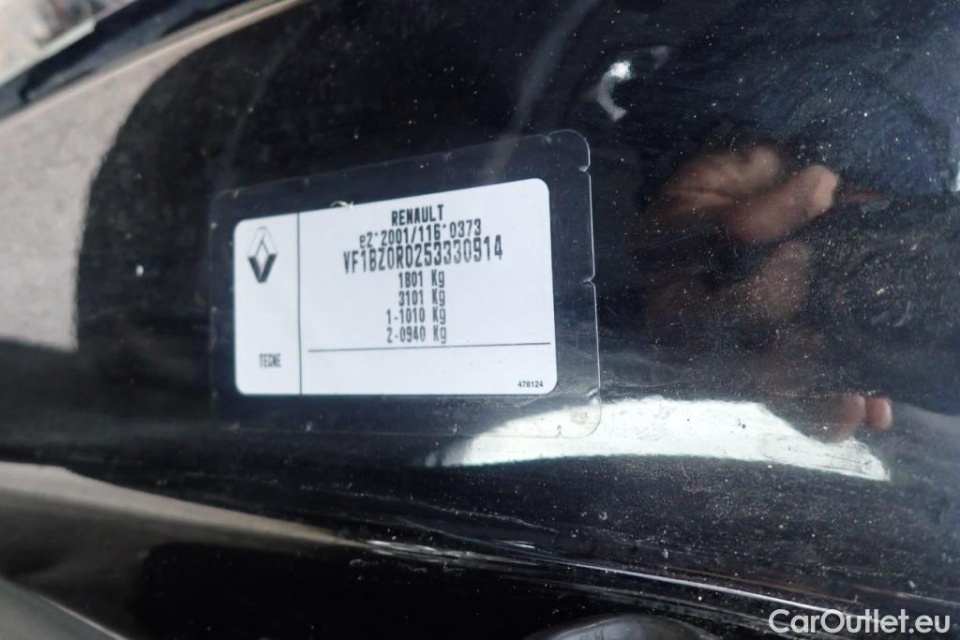 RENAULT
e2*2001/116*0373
VF1BZ0R0253330914
1801 Kg
3101 Kg
1-1010 Kg
2-0940 Kg
TECNE
478124
CarOutlet.eu